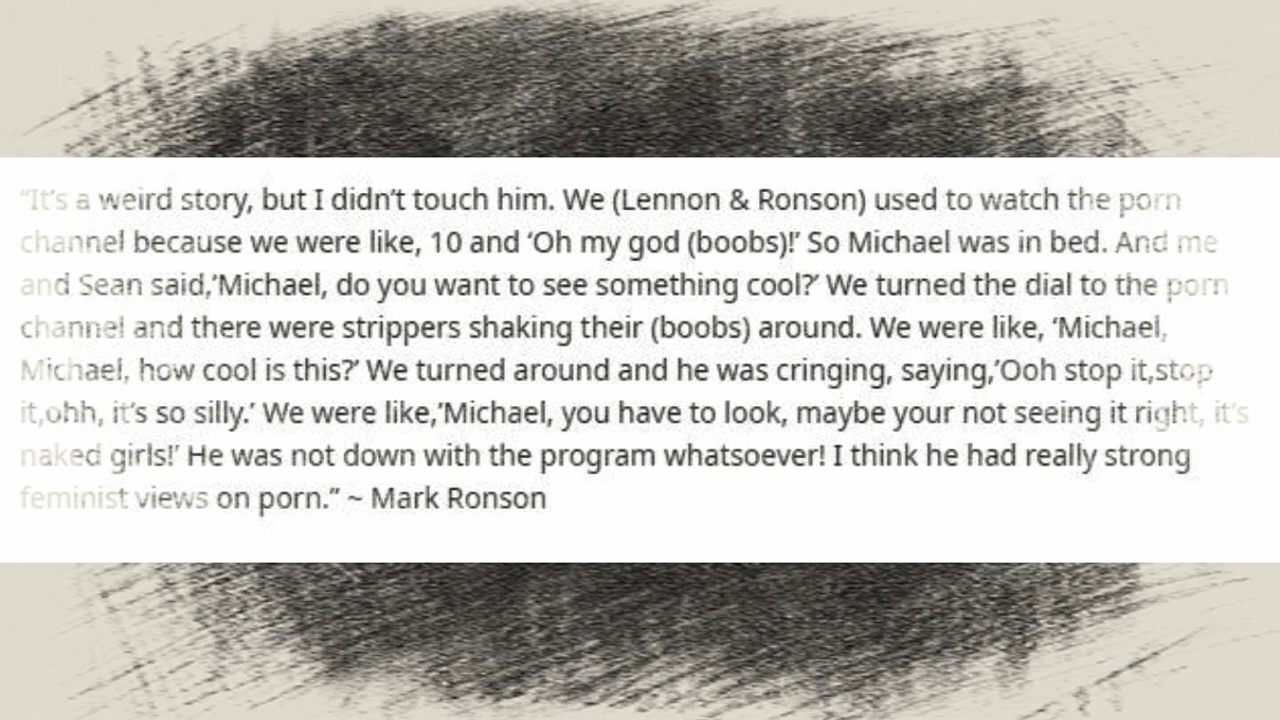 “It’s a weird story, but I didn’t touch him. We (Lennon & Ronson) used to watch the porn
channel because we were like, 10 and ‘Oh my god (boobs)!’ So Michael was in bed. And me
and Sean said,’Michael, do you want to see something cool?’ We turned the dial to the porn
channel and there were strippers shaking their (boobs) around. We were like, ‘Michael,
Michael, how cool is this?’ We turned around and he was cringing, saying,’Ooh stop it,stop
it,ohh, it’s so silly.’ We were like,’Michael, you have to look, maybe your not seeing it right, it’s
naked girls!’ He was not down with the program whatsoever! I think he had really strong
feminist views on porn.” ~ Mark Ronson